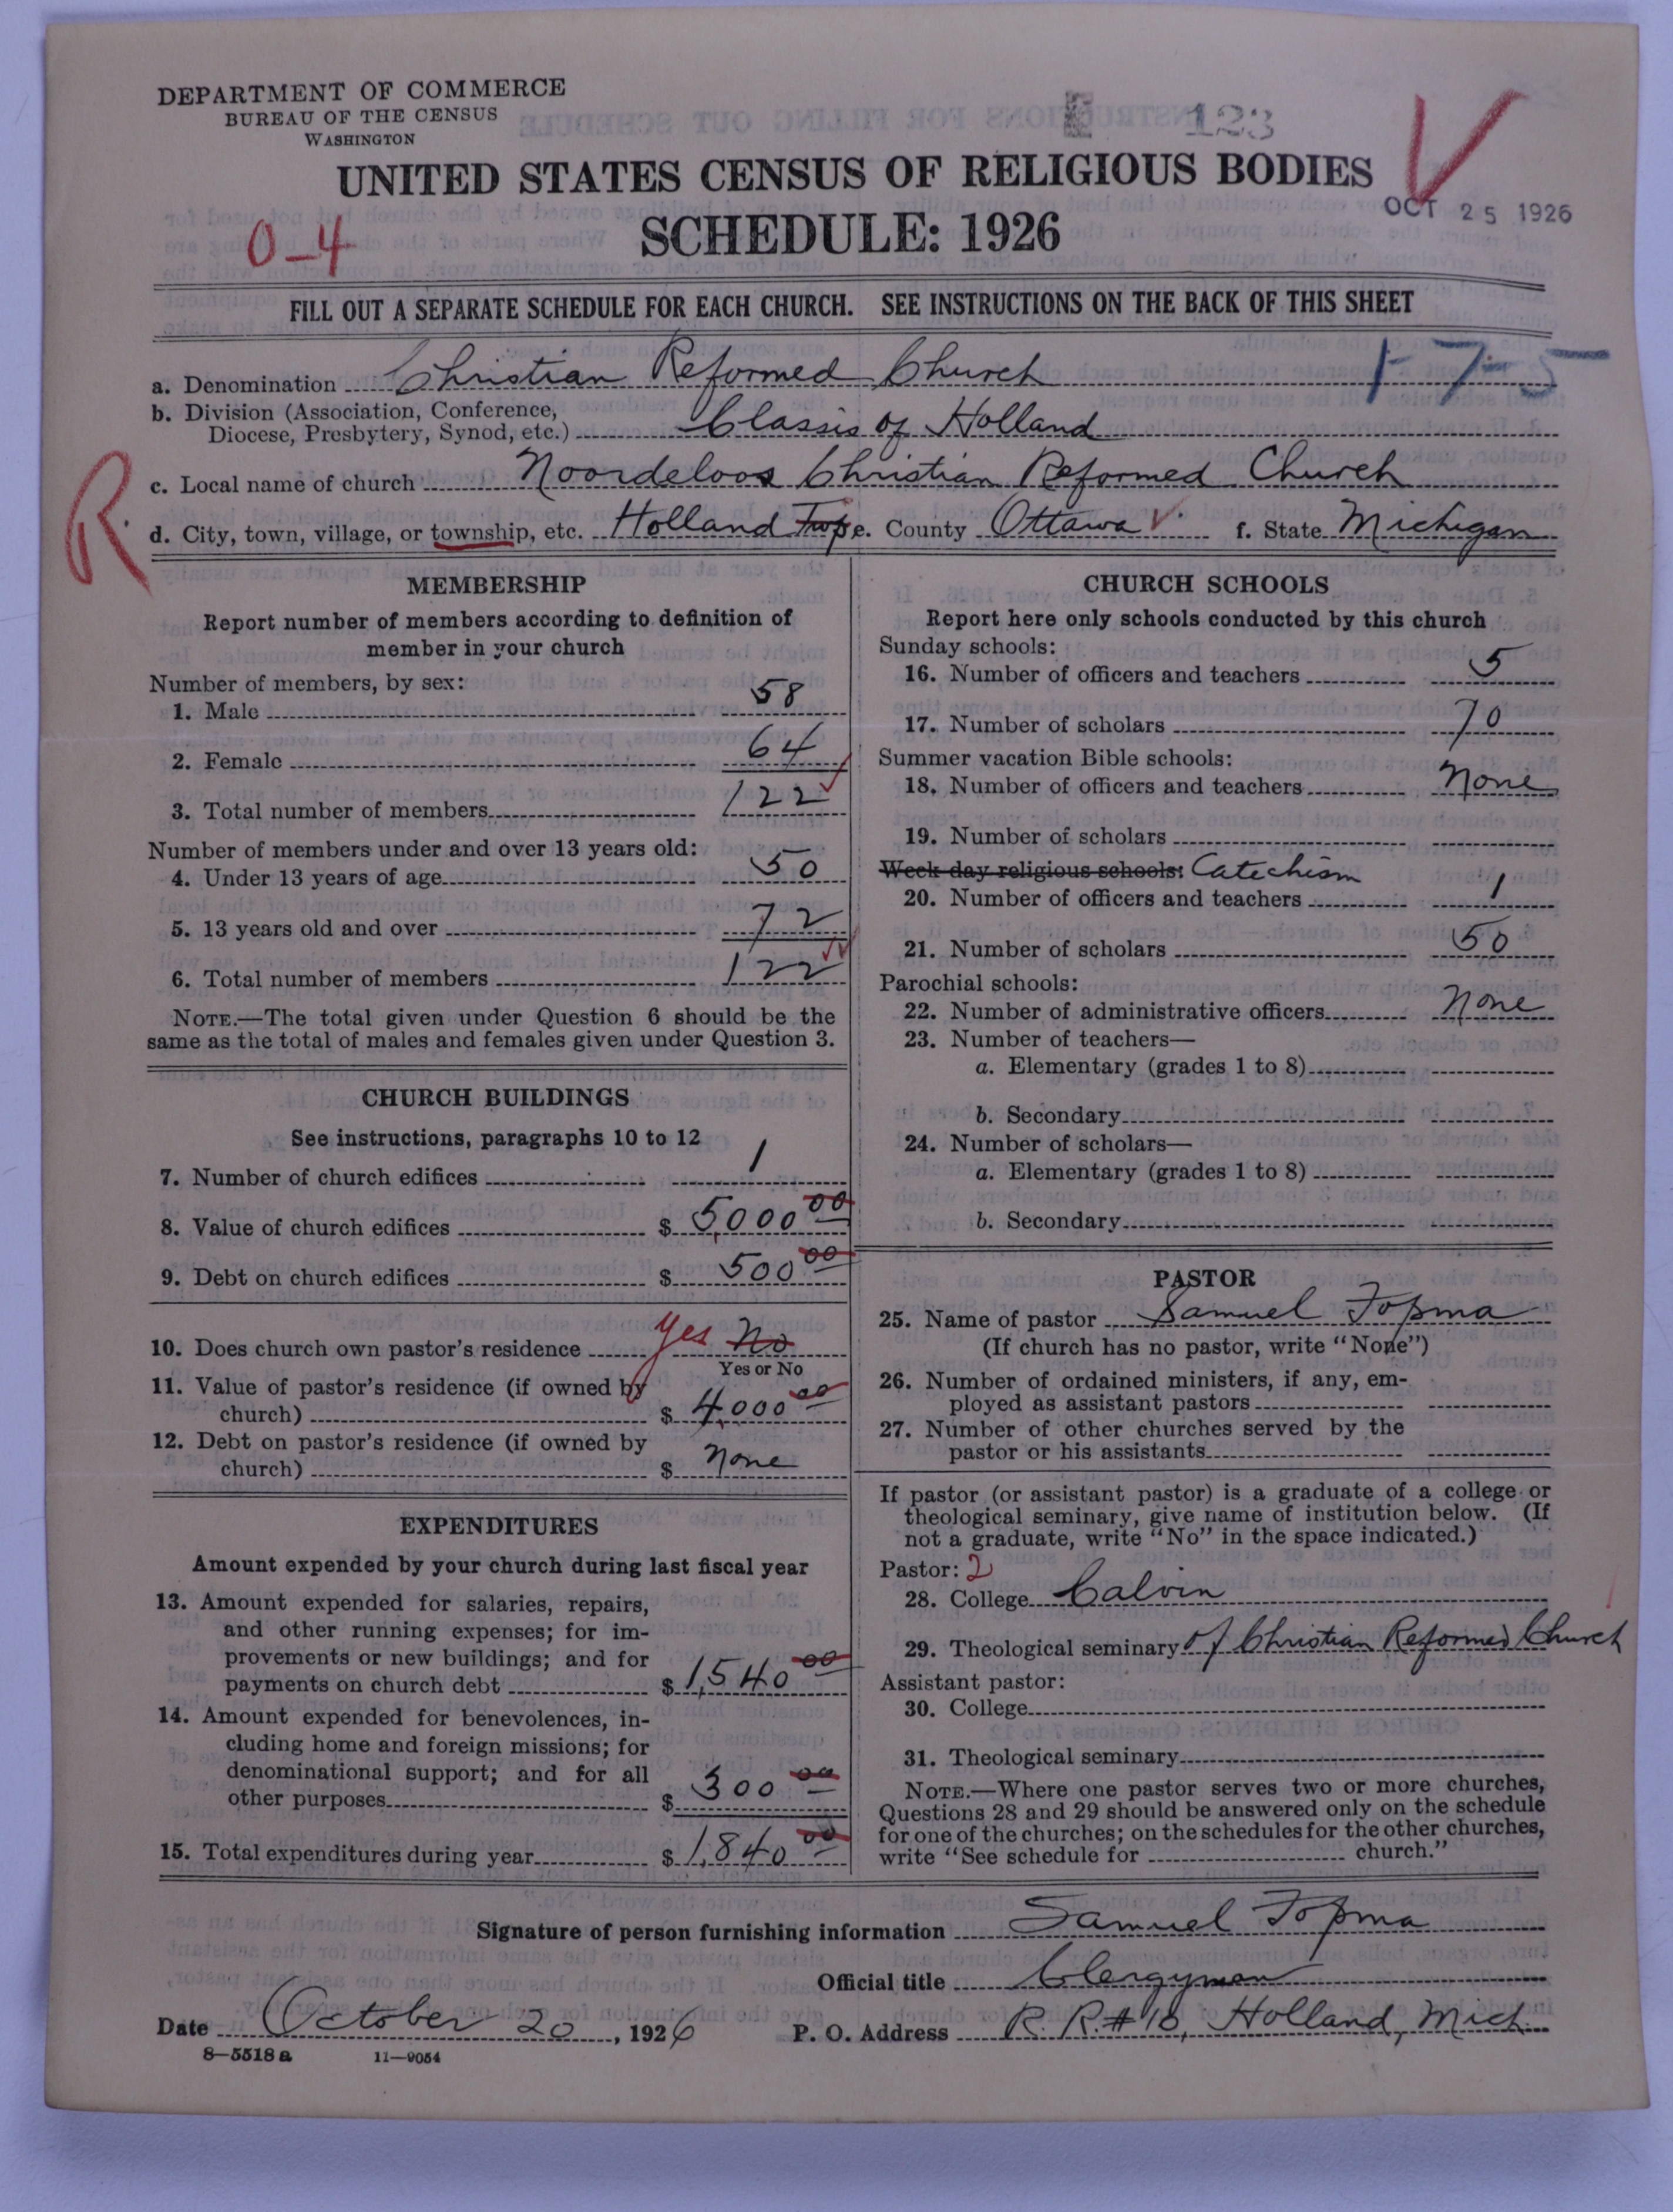 DEPARTMENT OF COMMERCE
BUREAU OF THE CENSUS
WASHINGTON
123
UNITED STATES CENSUS OF RELIGIOUS BODIES
SCHEDULE: 1926
OCT 25 1926
0-4
FILL OUT A SEPARATE SCHEDULE FOR EACH CHURCH. SEE INSTRUCTIONS ON THE BACK OF THIS SHEET
1-7-5
a. Denomination Christian Reformed Church
b. Division (Association, Conference,
Diocese, Presbytery, Synod, etc.) Classis of Holland
c. Local name of church Noordeloos Christian Reformed Church
R.
d. City, town, village, or township, etc. Holland Twp e. County Ottawa f. State Michigan
MEMBERSHIP
Report number of members according to definition of
member in your church
Number of members, by sex:
1. Male 58
2. Female 64
3. Total number of members 122
Number of members under and over 13 years old:
4. Under 13 years of age 50
5. 13 years old and over 72
6. Total number of members 122
NOTE.—The total given under Question 6 should be the
same as the total of males and females given under Question 3.
CHURCH BUILDINGS
See instructions, paragraphs 10 to 12
7. Number of church edifices 1
8. Value of church edifices $ 5,000 00
9. Debt on church edifices $ 500 00
10. Does church own pastor's residence Yes No
Yes or No
11. Value of pastor's residence (if owned by
church) $ 4,000 00
12. Debt on pastor's residence (if owned by
church) $ None
EXPENDITURES
Amount expended by your church during last fiscal year
13. Amount expended for salaries, repairs,
and other running expenses; for im-
provements or new buildings; and for
payments on church debt $ 1,540 00
14. Amount expended for benevolences, in-
cluding home and foreign missions; for
denominational support; and for all
other purposes $ 300 00
15. Total expenditures during year $ 1,840 00
CHURCH SCHOOLS
Report here only schools conducted by this church
Sunday schools:
16. Number of officers and teachers 5
17. Number of scholars 70
Summer vacation Bible schools:
18. Number of officers and teachers None
19. Number of scholars
Week-day religious schools: Catechism
20. Number of officers and teachers 1
21. Number of scholars 50
Parochial schools:
22. Number of administrative officers None
23. Number of teachers—
a. Elementary (grades 1 to 8)
b. Secondary
24. Number of scholars—
a. Elementary (grades 1 to 8)
b. Secondary
PASTOR
25. Name of pastor Samuel Fopma
(If church has no pastor, write "None")
26. Number of ordained ministers, if any, em-
ployed as assistant pastors
27. Number of other churches served by the
pastor or his assistants
If pastor (or assistant pastor) is a graduate of a college or
theological seminary, give name of institution below. (If
not a graduate, write "No" in the space indicated.)
Pastor: 2
28. College Calvin
29. Theological seminary of Christian Reformed Church
Assistant pastor:
30. College
31. Theological seminary
NOTE.—Where one pastor serves two or more churches,
Questions 28 and 29 should be answered only on the schedule
for one of the churches; on the schedules for the other churches,
write "See schedule for church."
Signature of person furnishing information Samuel Fopma
Official title Clergyman
Date October 20, 1926 P. O. Address R. R. # 10, Holland, Mich.
8-5518 a 11-9054